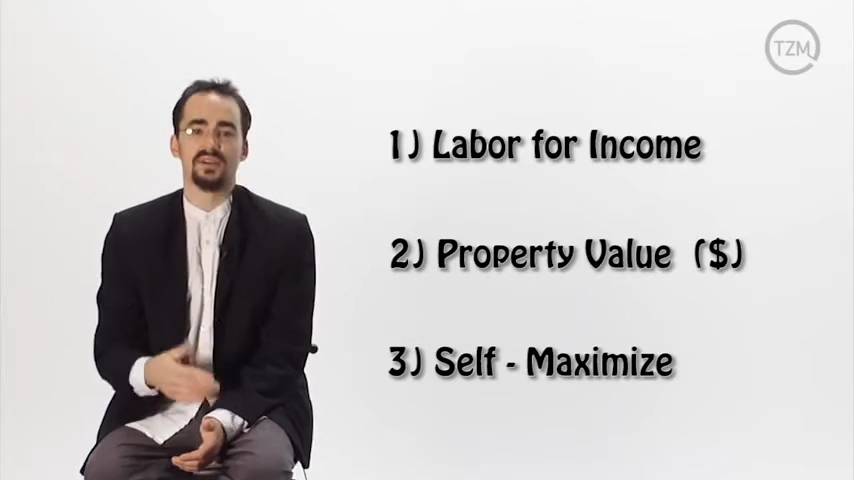 TZM
1) Labor for Income
2) Property Value ($)
3) Self - Maximize